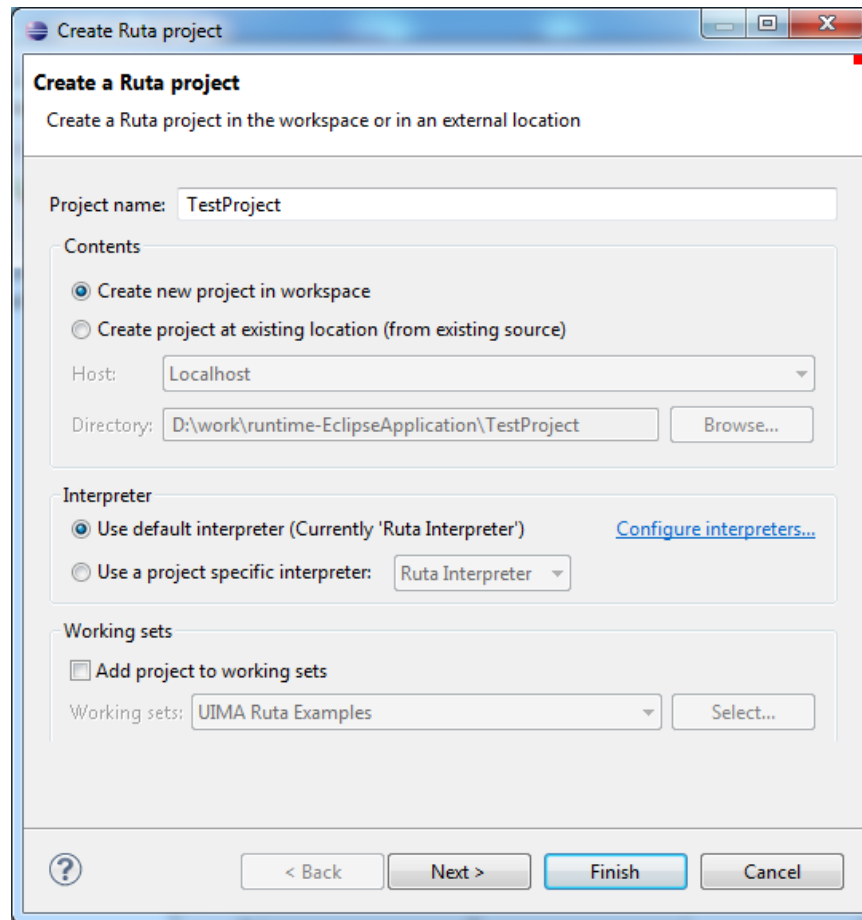 Create Ruta project
Create a Ruta project
Create a Ruta project in the workspace or in an external location
Project name: TestProject
Contents
Create new project in workspace
Create project at existing location (from existing source)
Host: Localhost
Directory: D:\work\runtime-EclipseApplication\TestProject Browse...
Interpreter
Use default interpreter (Currently 'Ruta Interpreter') Configure interpreters...
Use a project specific interpreter: Ruta Interpreter
Working sets
Add project to working sets
Working sets: UIMA Ruta Examples Select...
? < Back Next > Finish Cancel